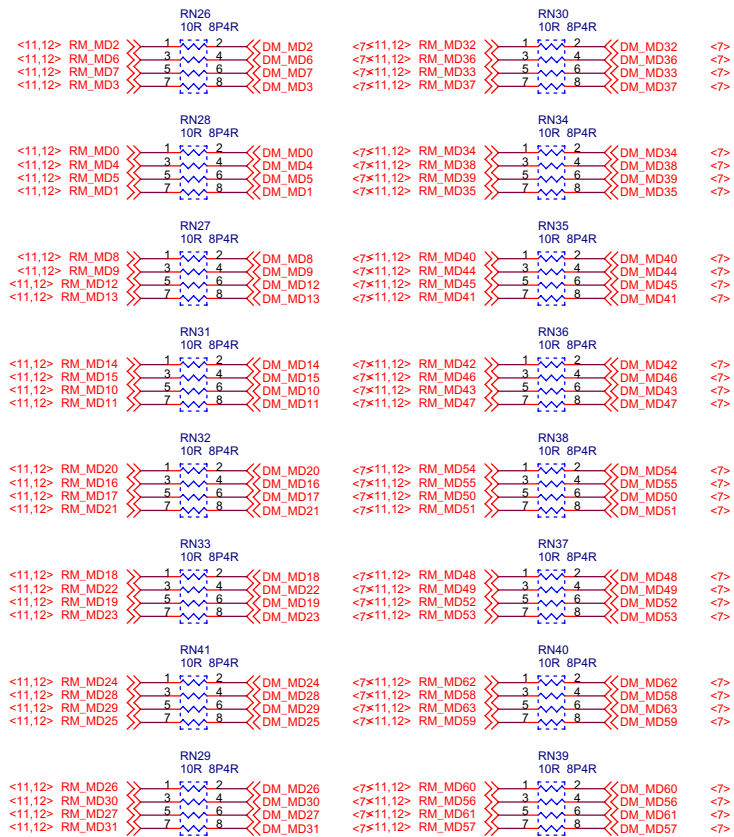 RN26 RN30
10R 8P4R 10R 8P4R
<11,12> RM_MD2 1 2 DM_MD2 <7> <11,12> RM_MD32 1 2 DM_MD32 <7>
<11,12> RM_MD6 3 4 DM_MD6 <7> <11,12> RM_MD36 3 4 DM_MD36 <7>
<11,12> RM_MD7 5 6 DM_MD7 <7> <11,12> RM_MD33 5 6 DM_MD33 <7>
<11,12> RM_MD3 7 8 DM_MD3 <7> <11,12> RM_MD37 7 8 DM_MD37 <7>
RN28 RN34
10R 8P4R 10R 8P4R
<11,12> RM_MD0 1 2 DM_MD0 <7> <11,12> RM_MD34 1 2 DM_MD34 <7>
<11,12> RM_MD4 3 4 DM_MD4 <7> <11,12> RM_MD38 3 4 DM_MD38 <7>
<11,12> RM_MD5 5 6 DM_MD5 <7> <11,12> RM_MD39 5 6 DM_MD39 <7>
<11,12> RM_MD1 7 8 DM_MD1 <7> <11,12> RM_MD35 7 8 DM_MD35 <7>
RN27 RN35
10R 8P4R 10R 8P4R
<11,12> RM_MD8 1 2 DM_MD8 <7> <11,12> RM_MD40 1 2 DM_MD40 <7>
<11,12> RM_MD9 3 4 DM_MD9 <7> <11,12> RM_MD44 3 4 DM_MD44 <7>
<11,12> RM_MD12 5 6 DM_MD12 <7> <11,12> RM_MD45 5 6 DM_MD45 <7>
<11,12> RM_MD13 7 8 DM_MD13 <7> <11,12> RM_MD41 7 8 DM_MD41 <7>
RN31 RN36
10R 8P4R 10R 8P4R
<11,12> RM_MD14 1 2 DM_MD14 <7> <11,12> RM_MD42 1 2 DM_MD42 <7>
<11,12> RM_MD15 3 4 DM_MD15 <7> <11,12> RM_MD46 3 4 DM_MD46 <7>
<11,12> RM_MD10 5 6 DM_MD10 <7> <11,12> RM_MD43 5 6 DM_MD43 <7>
<11,12> RM_MD11 7 8 DM_MD11 <7> <11,12> RM_MD47 7 8 DM_MD47 <7>
RN32 RN38
10R 8P4R 10R 8P4R
<11,12> RM_MD20 1 2 DM_MD20 <7> <11,12> RM_MD54 1 2 DM_MD54 <7>
<11,12> RM_MD16 3 4 DM_MD16 <7> <11,12> RM_MD55 3 4 DM_MD55 <7>
<11,12> RM_MD17 5 6 DM_MD17 <7> <11,12> RM_MD50 5 6 DM_MD50 <7>
<11,12> RM_MD21 7 8 DM_MD21 <7> <11,12> RM_MD51 7 8 DM_MD51 <7>
RN33 RN37
10R 8P4R 10R 8P4R
<11,12> RM_MD18 1 2 DM_MD18 <7> <11,12> RM_MD48 1 2 DM_MD48 <7>
<11,12> RM_MD22 3 4 DM_MD22 <7> <11,12> RM_MD49 3 4 DM_MD49 <7>
<11,12> RM_MD19 5 6 DM_MD19 <7> <11,12> RM_MD52 5 6 DM_MD52 <7>
<11,12> RM_MD23 7 8 DM_MD23 <7> <11,12> RM_MD53 7 8 DM_MD53 <7>
RN41 RN40
10R 8P4R 10R 8P4R
<11,12> RM_MD24 1 2 DM_MD24 <7> <11,12> RM_MD62 1 2 DM_MD62 <7>
<11,12> RM_MD28 3 4 DM_MD28 <7> <11,12> RM_MD58 3 4 DM_MD58 <7>
<11,12> RM_MD29 5 6 DM_MD29 <7> <11,12> RM_MD63 5 6 DM_MD63 <7>
<11,12> RM_MD25 7 8 DM_MD25 <7> <11,12> RM_MD59 7 8 DM_MD59 <7>
RN29 RN39
10R 8P4R 10R 8P4R
<11,12> RM_MD26 1 2 DM_MD26 <7> <11,12> RM_MD60 1 2 DM_MD60 <7>
<11,12> RM_MD30 3 4 DM_MD30 <7> <11,12> RM_MD56 3 4 DM_MD56 <7>
<11,12> RM_MD27 5 6 DM_MD27 <7> <11,12> RM_MD61 5 6 DM_MD61 <7>
<11,12> RM_MD31 7 8 DM_MD31 <7> <11,12> RM_MD57 7 8 DM_MD57 <7>